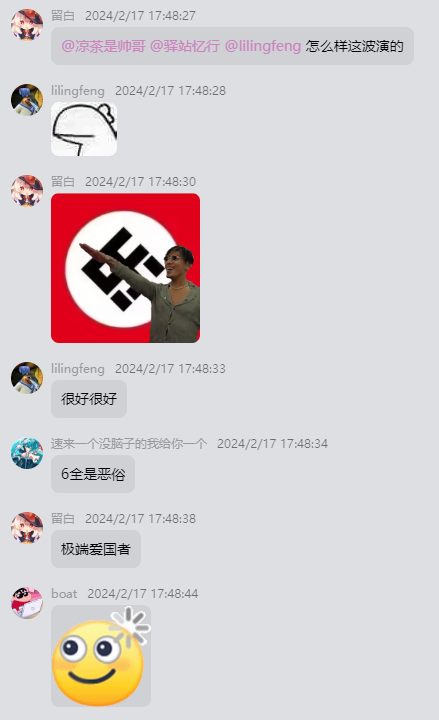 留白 2024/2/17 17:48:27
@凉茶是帅哥 @驿站忆行 @lilingfeng 怎么样这波演的
lilingfeng 2024/2/17 17:48:28
留白 2024/2/17 17:48:30
lilingfeng 2024/2/17 17:48:33
很好很好
速来一个没脑子的我给你一个 2024/2/17 17:48:34
6全是恶俗
留白 2024/2/17 17:48:38
极端爱国者
boat 2024/2/17 17:48:44